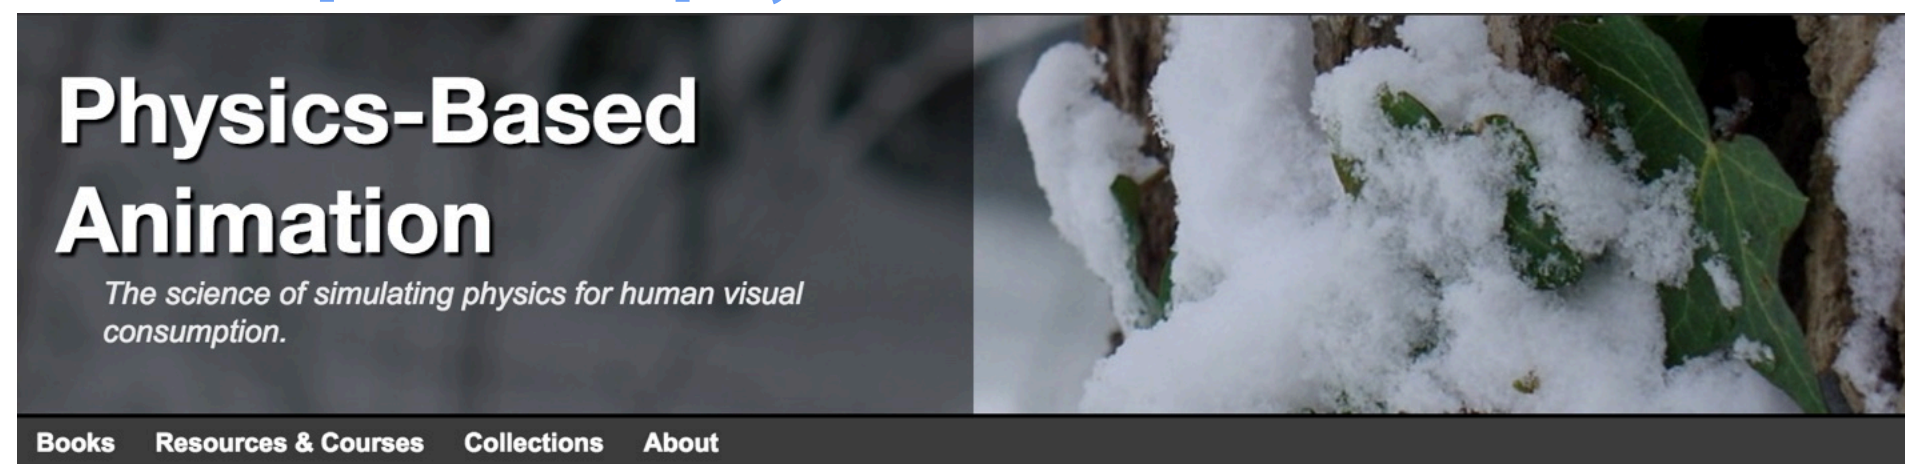 Physics-Based
Animation
The science of simulating physics for human visual
consumption.
Books Resources & Courses Collections About